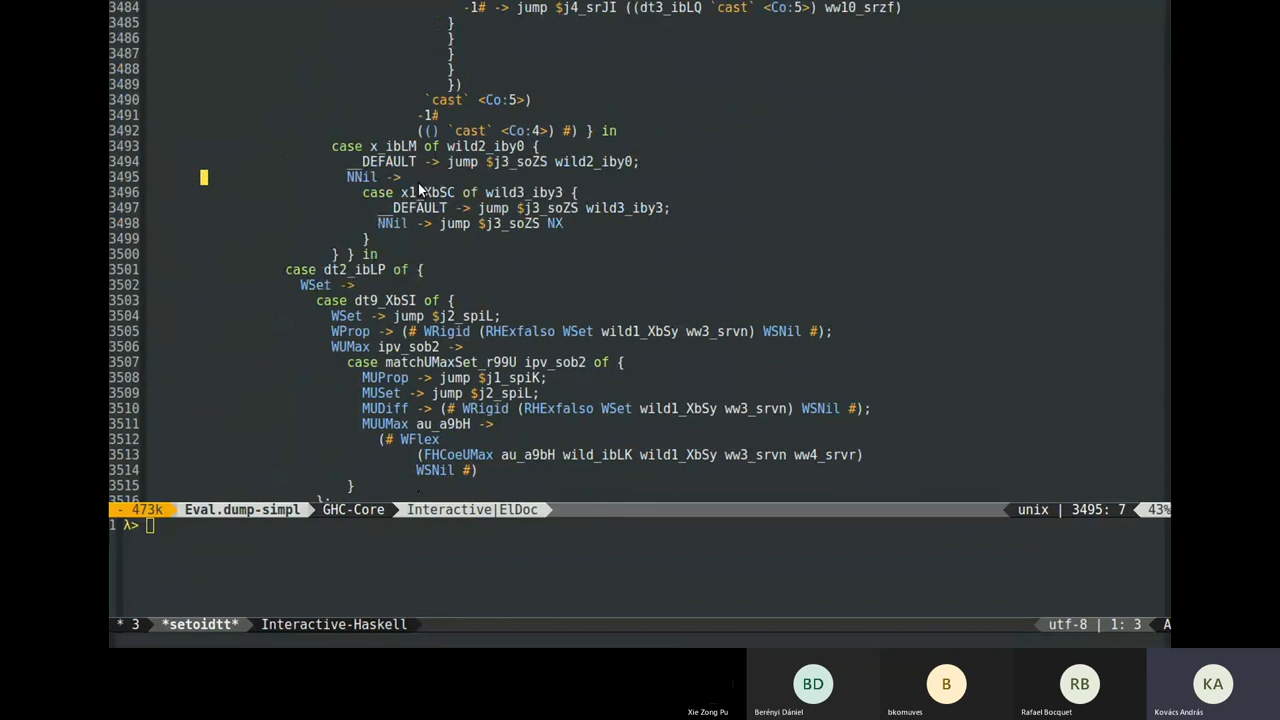 3484 -1# -> jump $j4_srJI ((dt3_ibLQ `cast` <Co:5>) ww10_srzf)
3485 }
3486 }
3487 }
3488 }
3489 })
3490 `cast` <Co:5>)
3491 -1#
3492 (() `cast` <Co:4>) #) } in
3493 case x_ibLM of wild2_iby0 {
3494 __DEFAULT -> jump $j3_soZS wild2_iby0;
3495 NNil ->
3496 case x1_XbSC of wild3_iby3 {
3497 __DEFAULT -> jump $j3_soZS wild3_iby3;
3498 NNil -> jump $j3_soZS NX
3499 }
3500 } } in
3501 case dt2_ibLP of {
3502 WSet ->
3503 case dt9_XbSI of {
3504 WSet -> jump $j2_spiL;
3505 WProp -> (# WRigid (RHExfalso WSet wild1_XbSy ww3_srvn) WSNil #);
3506 WUMax ipv_sob2 ->
3507 case matchUMaxSet_r99U ipv_sob2 of {
3508 MUProp -> jump $j1_spiK;
3509 MUSet -> jump $j2_spiL;
3510 MUDiff -> (# WRigid (RHExfalso WSet wild1_XbSy ww3_srvn) WSNil #);
3511 MUUMax au_a9bH ->
3512 (# WFlex
3513 (FHCoeUMax au_a9bH wild_ibLK wild1_XbSy ww3_srvn ww4_srvr)
3514 WSNil #)
3515 }
3516 };
- 473k Eval.dump-simpl GHC-Core Interactive|ElDoc unix | 3495: 7 43%
1 λ>
* 3 *setoidtt* Interactive-Haskell utf-8 | 1: 3 A
BD B RB KA
Xie Zong Pu Berényi Dániel bkomuves Rafael Bocquet Kovács András